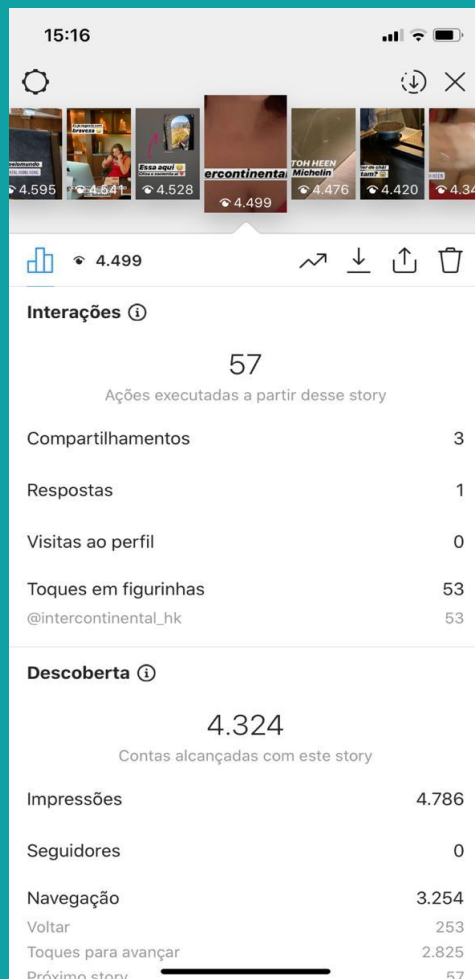 15:16
braveza
4.595
4.541
Essa aqui
4.528
ercontinental
4.499
TOH HEEN
Michelin
4.476
4.420
4.499
Interações
57
Ações executadas a partir desse story
Compartilhamentos 3
Respostas 1
Visitas ao perfil 0
Toques em figurinhas 53
@intercontinental_hk 53
Descoberta
4.324
Contas alcançadas com este story
Impressões 4.786
Seguidores 0
Navegação 3.254
Voltar 253
Toques para avançar 2.825
Próximo story 57